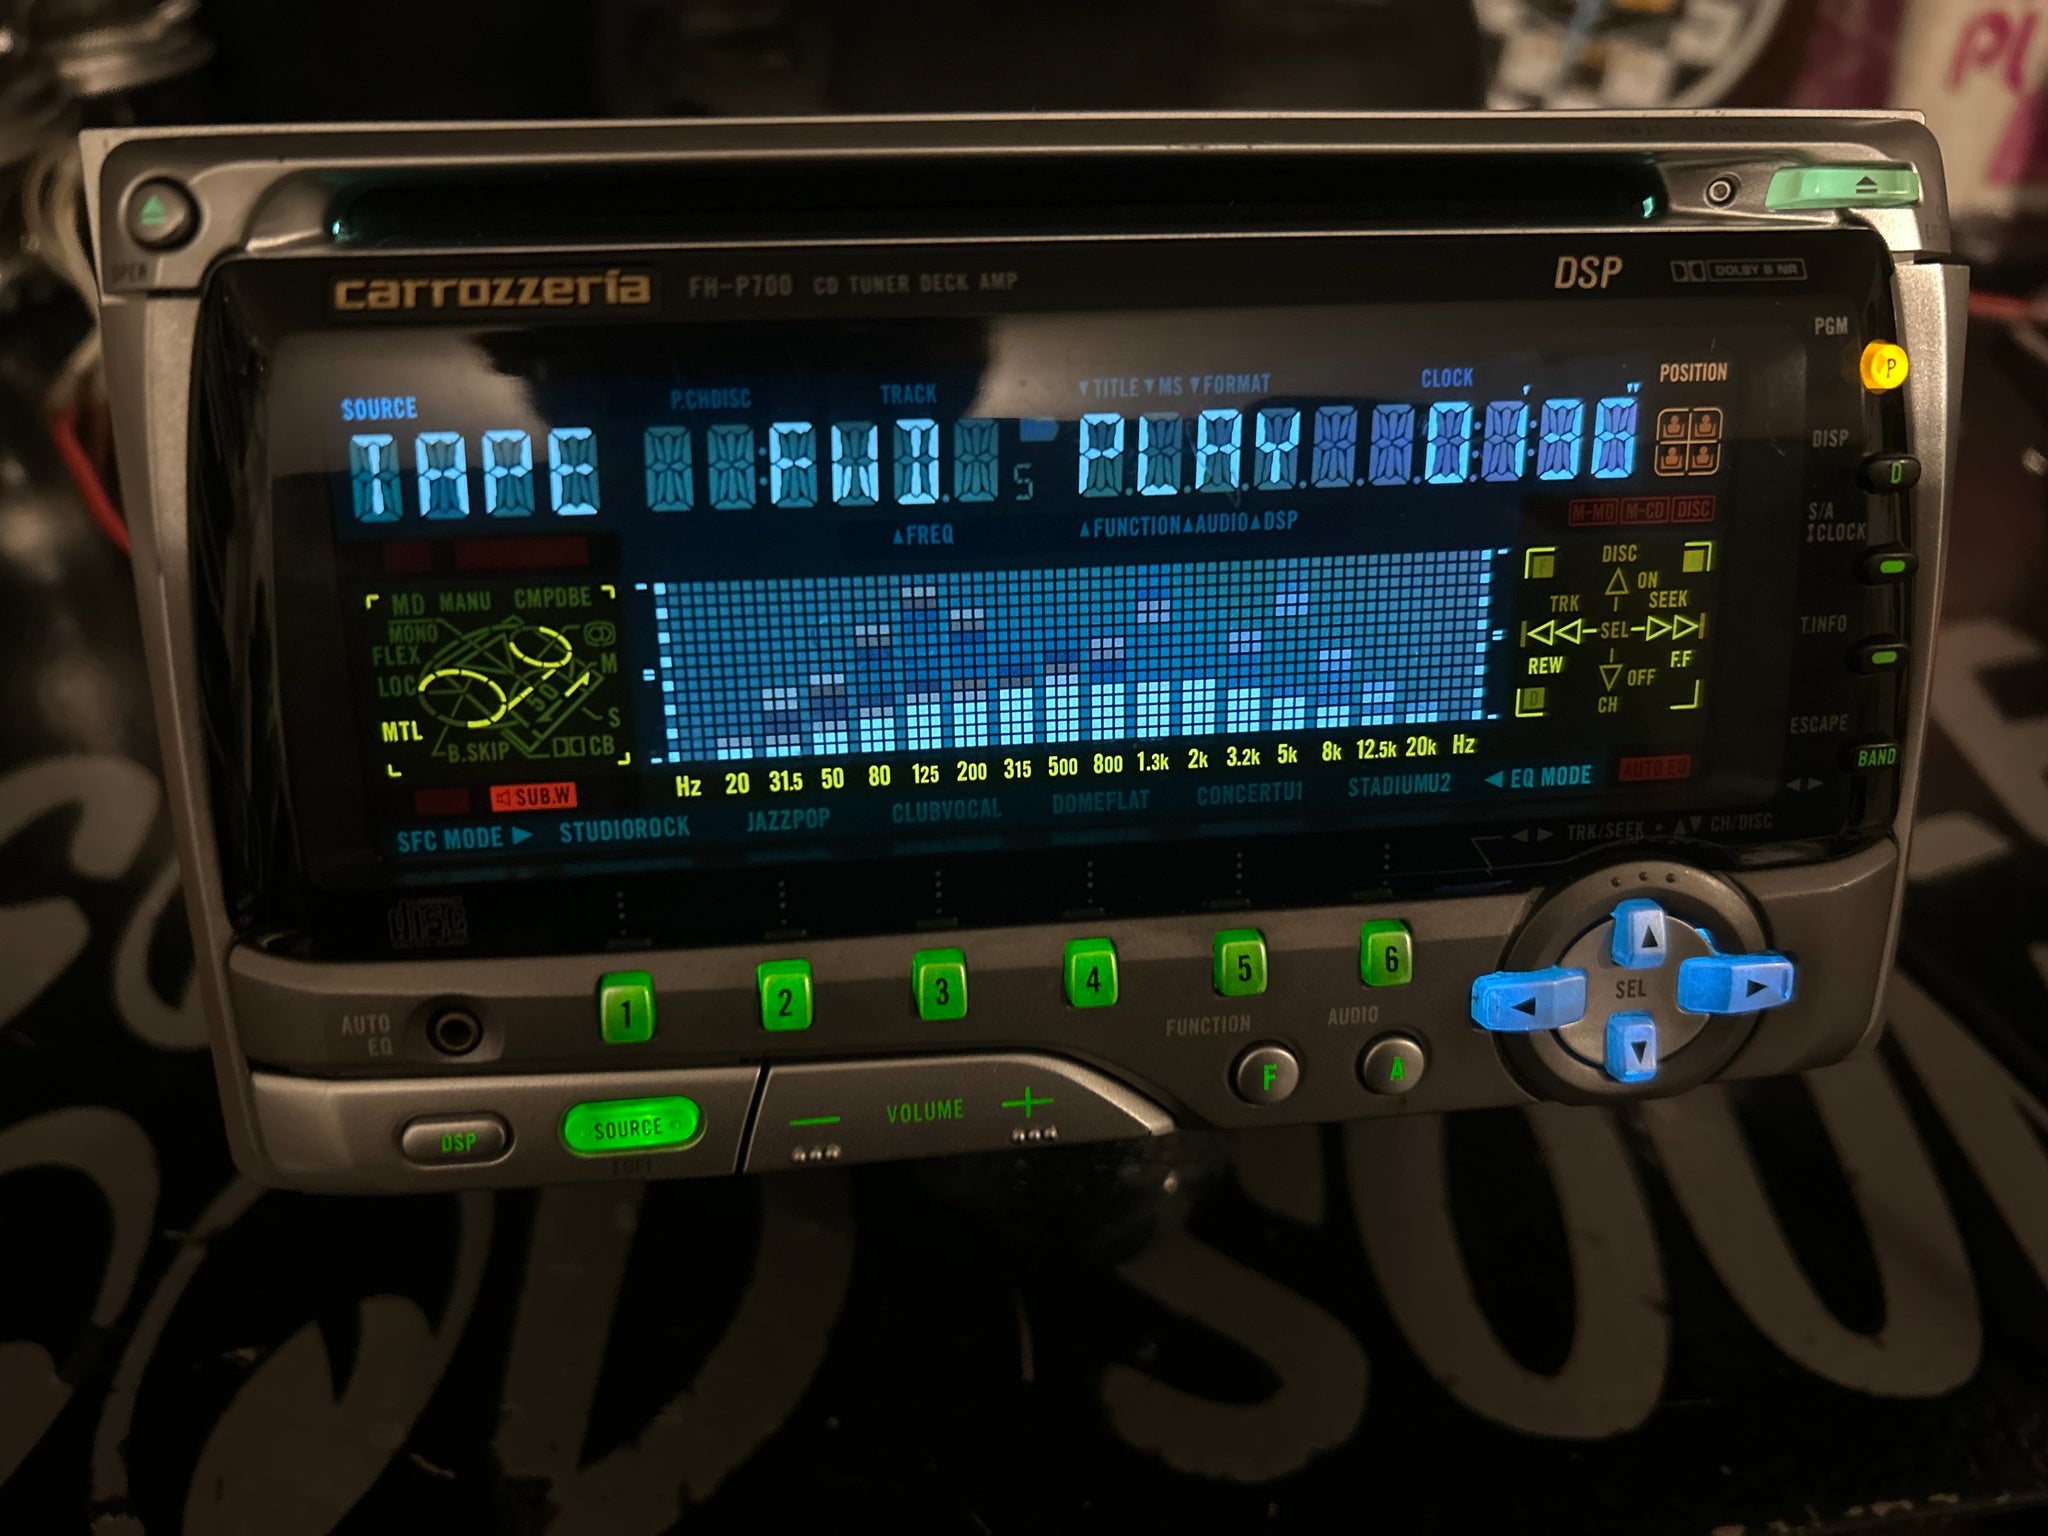 OPEN
carrozzeria FH-P700 CD TUNER DECK AMP DSP DOLBY B NR
PGM
P
SOURCE P.CHDISC TRACK ▼TITLE▼MS▼FORMAT CLOCK POSITION
TAPE FWD PLAY
▲FREQ ▲FUNCTION▲AUDIO▲DSP
M-MD M-CD DISC
DISP
D
S/A
CLOCK
T.INFO
ESCAPE
BAND
MD MANU CMPDBE
MONO
FLEX M
LOC
MTL S
B.SKIP CB
SUB.W
DISC
ON
TRK SEEK
SEL
REW F.F
OFF
CH
Hz 20 31.5 50 80 125 200 315 500 800 1.3k 2k 3.2k 5k 8k 12.5k 20k Hz
SFC MODE ▶ STUDIOROCK JAZZPOP CLUBVOCAL DOMEFLAT CONCERTU1 STADIUMU2 ◀ EQ MODE AUTO EQ
◀ ▶ TRK/SEEK • ▲▼ CH/DISC
disc
1 2 3 4 5 6
AUTO
EQ
FUNCTION AUDIO
F A
SEL
DSP SOURCE − VOLUME +
OFF